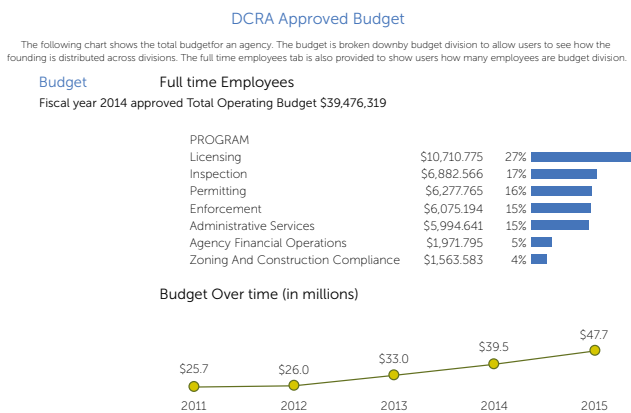 DCRA Approved Budget
The following chart shows the total budgetfor an agency. The budget is broken downby budget division to allow users to see how the
founding is distributed across divisions. The full time employees tab is also provided to show users how many employees are budget division.
Budget Full time Employees
Fiscal year 2014 approved Total Operating Budget $39,476,319
PROGRAM
Licensing $10,710.775 27%
Inspection $6,882.566 17%
Permitting $6,277.765 16%
Enforcement $6,075.194 15%
Administrative Services $5,994.641 15%
Agency Financial Operations $1,971.795 5%
Zoning And Construction Compliance $1,563.583 4%
Budget Over time (in millions)
$25.7 $26.0 $33.0 $39.5 $47.7
2011 2012 2013 2014 2015